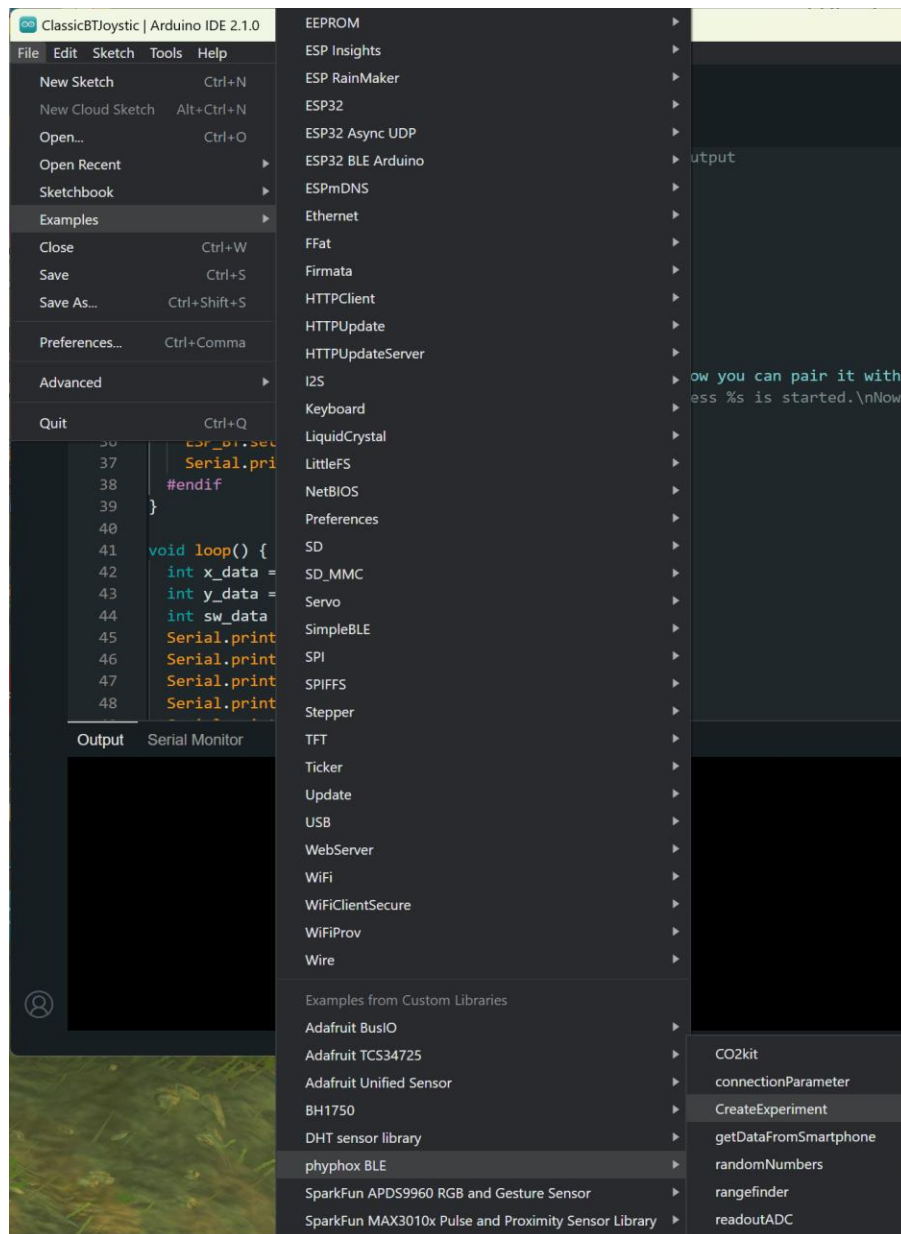 ClassicBTJoystic | Arduino IDE 2.1.0
File Edit Sketch Tools Help
New Sketch Ctrl+N
New Cloud Sketch Alt+Ctrl+N
Open... Ctrl+O
Open Recent
Sketchbook
Examples
Close Ctrl+W
Save Ctrl+S
Save As... Ctrl+Shift+S
Preferences... Ctrl+Comma
Advanced
Quit Ctrl+Q
EEPROM
ESP Insights
ESP RainMaker
ESP32
ESP32 Async UDP
ESP32 BLE Arduino
ESPmDNS
Ethernet
FFat
Firmata
HTTPClient
HTTPUpdate
HTTPUpdateServer
I2S
Keyboard
LiquidCrystal
LittleFS
NetBIOS
Preferences
SD
SD_MMC
Servo
SimpleBLE
SPI
SPIFFS
Stepper
TFT
Ticker
Update
USB
WebServer
WiFi
WiFiClientSecure
WiFiProv
Wire
Examples from Custom Libraries
Adafruit BusIO
Adafruit TCS34725
Adafruit Unified Sensor
BH1750
DHT sensor library
phyphox BLE
SparkFun APDS9960 RGB and Gesture Sensor
SparkFun MAX3010x Pulse and Proximity Sensor Library
CO2kit
connectionParameter
CreateExperiment
getDataFromSmartphone
randomNumbers
rangefinder
readoutADC
utput
ow you can pair it with
ess %s is started.\nNow
36 ESP_BT.set
37 Serial.pri
38 #endif
39 }
40
41 void loop() {
42 int x_data =
43 int y_data =
44 int sw_data
45 Serial.print
46 Serial.print
47 Serial.print
48 Serial.print
Output Serial Monitor